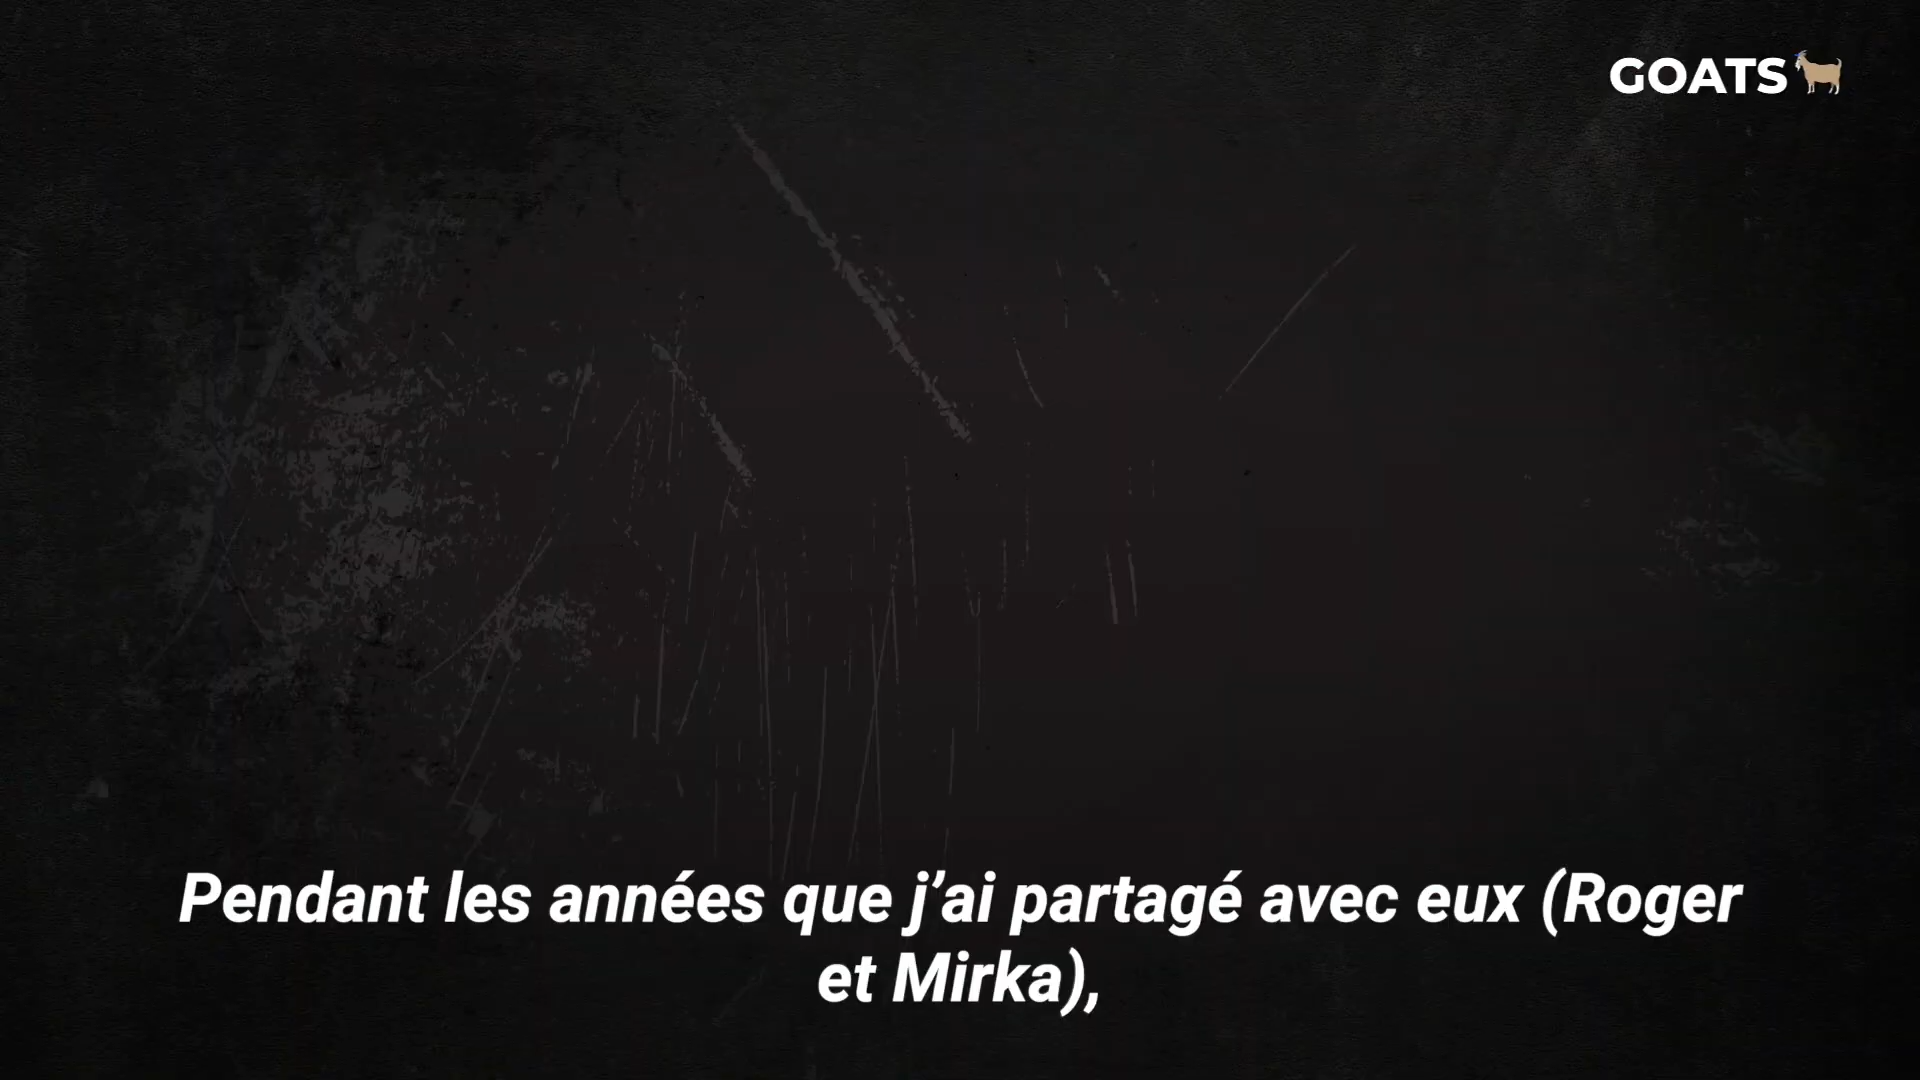 GOATS
Pendant les années que j’ai partagé avec eux (Roger
et Mirka),